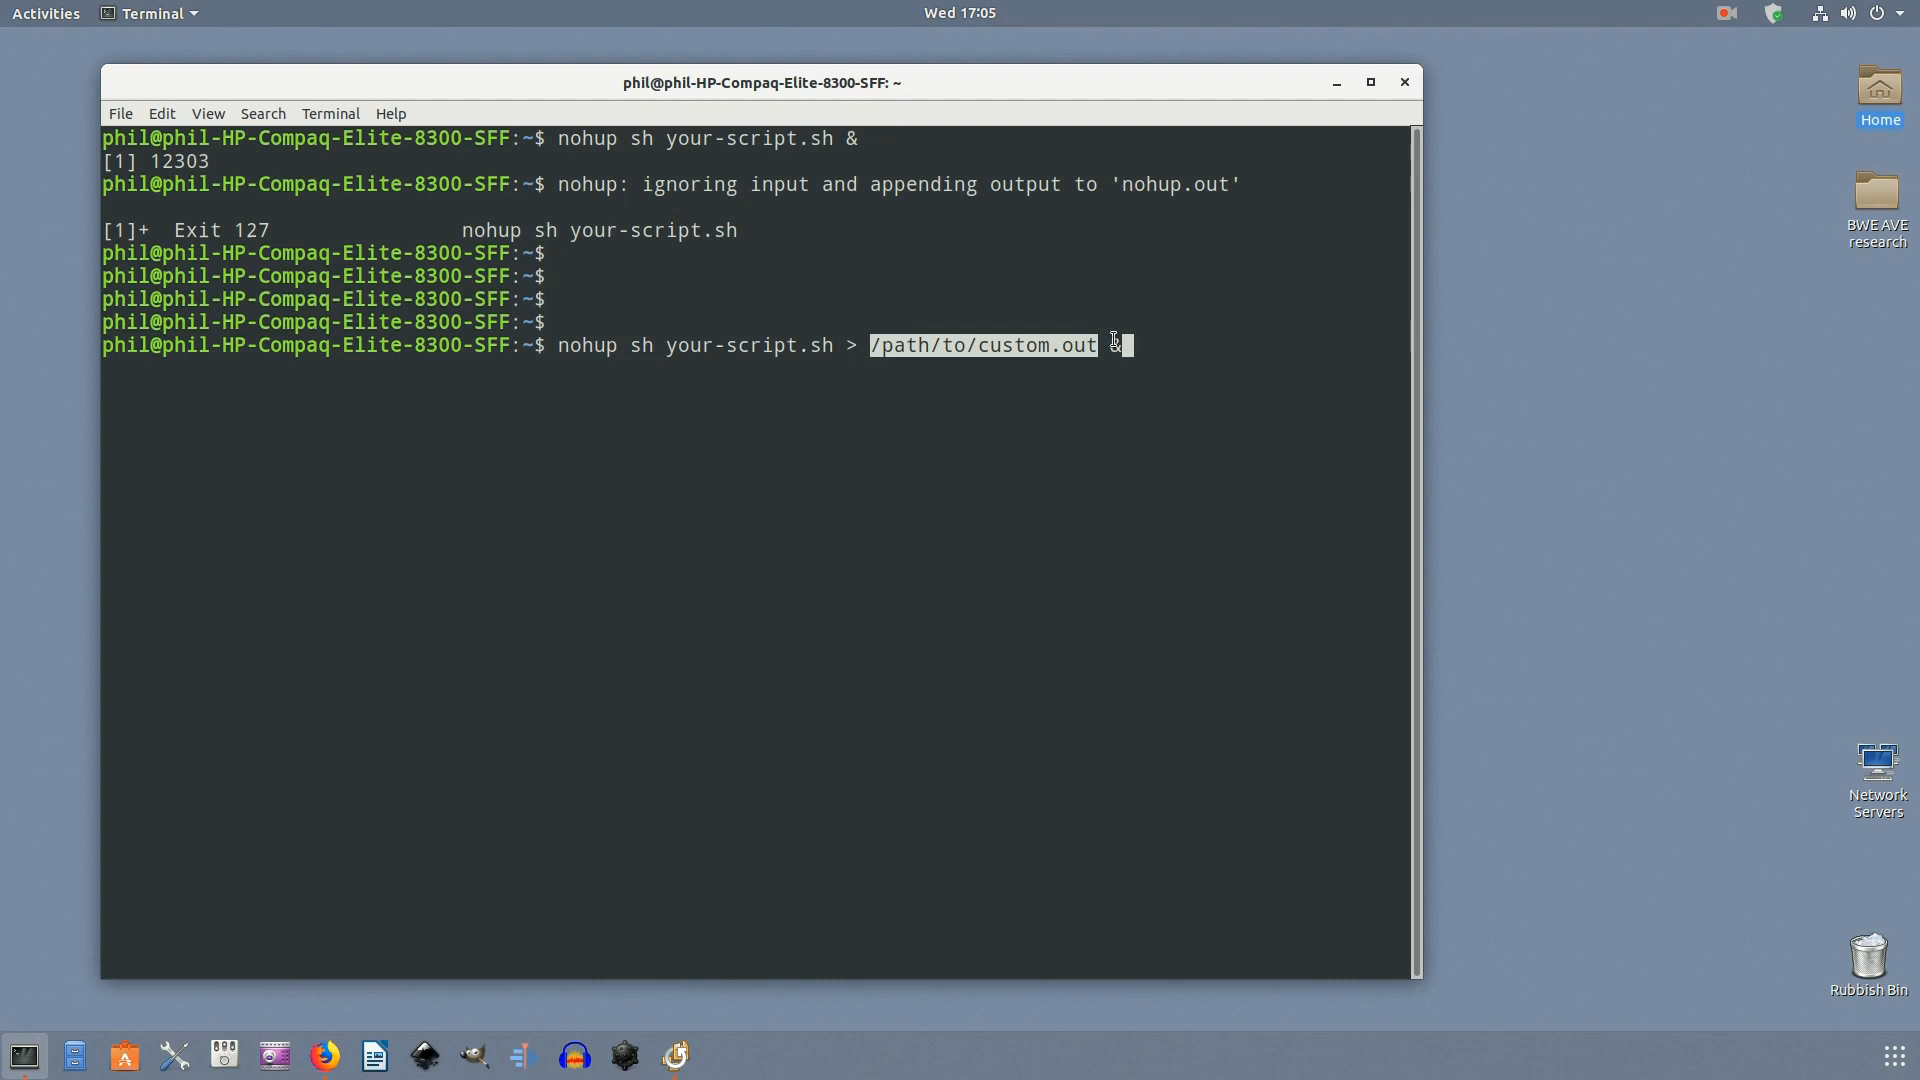 Activities Terminal Wed 17:05
phil@phil-HP-Compaq-Elite-8300-SFF: ~
File Edit View Search Terminal Help
phil@phil-HP-Compaq-Elite-8300-SFF:~$ nohup sh your-script.sh &
[1] 12303
phil@phil-HP-Compaq-Elite-8300-SFF:~$ nohup: ignoring input and appending output to 'nohup.out'
[1]+  Exit 127                nohup sh your-script.sh
phil@phil-HP-Compaq-Elite-8300-SFF:~$
phil@phil-HP-Compaq-Elite-8300-SFF:~$
phil@phil-HP-Compaq-Elite-8300-SFF:~$
phil@phil-HP-Compaq-Elite-8300-SFF:~$
phil@phil-HP-Compaq-Elite-8300-SFF:~$ nohup sh your-script.sh > /path/to/custom.out &
Home
BWE AVE
research
Network
Servers
Rubbish Bin